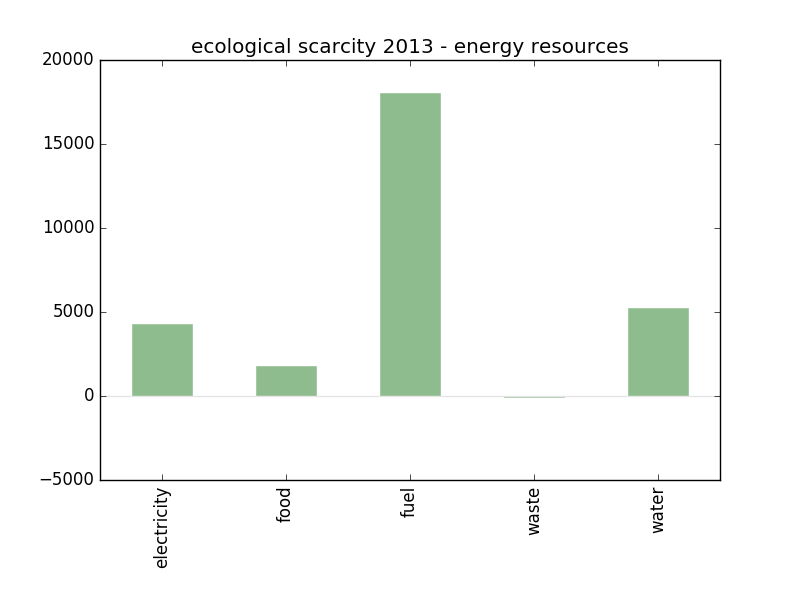 ecological scarcity 2013 - energy resources
20000
15000
10000
5000
0
−5000
electricity
food
fuel
waste
water